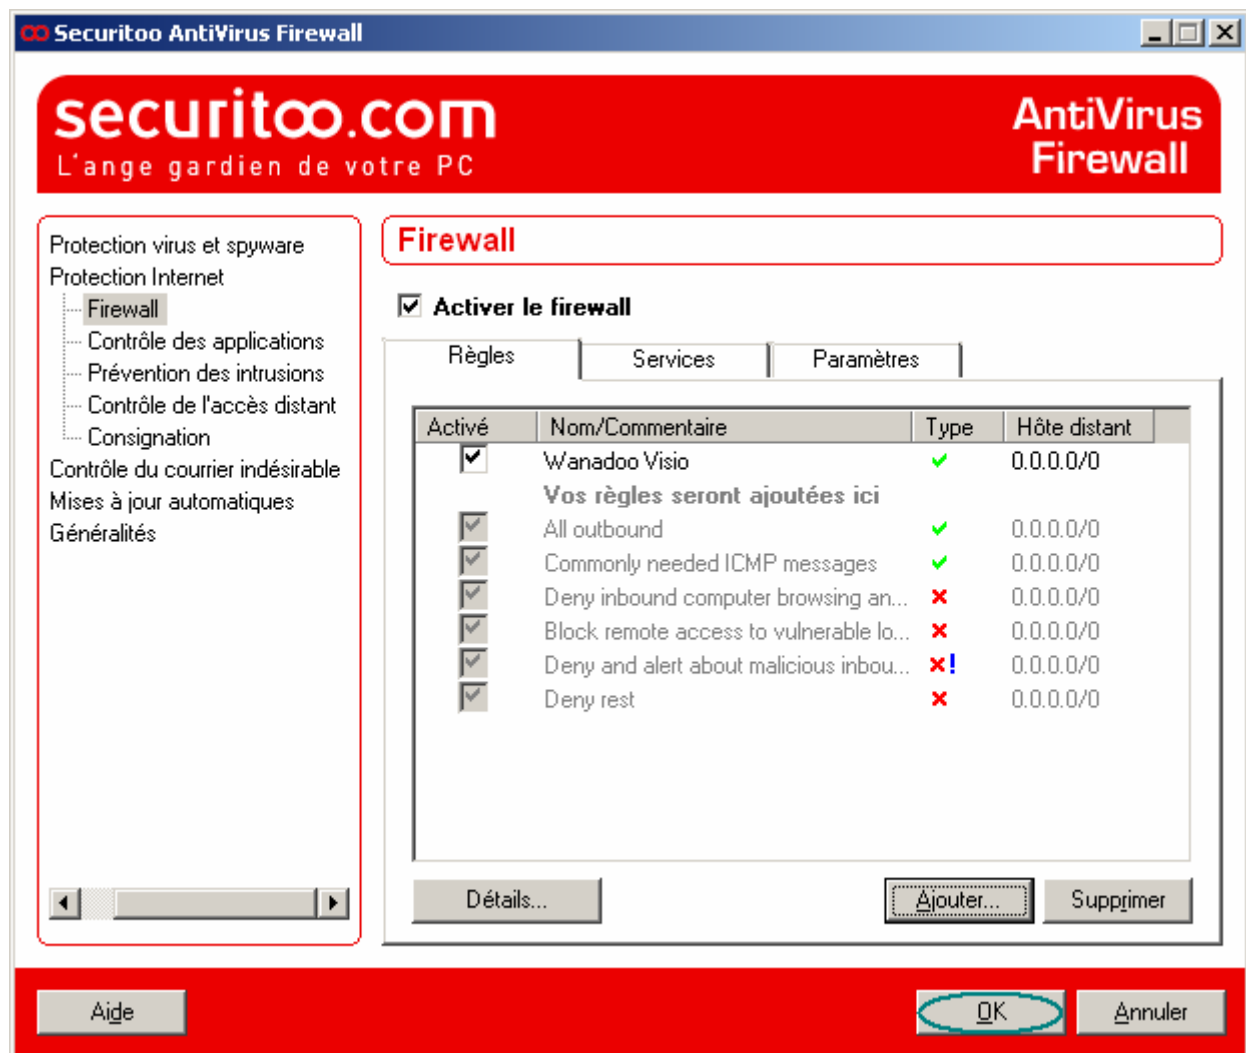 Securitoo AntiVirus Firewall
securitoo.com
L'ange gardien de votre PC
AntiVirus
Firewall
Protection virus et spyware
Protection Internet
Firewall
Contrôle des applications
Prévention des intrusions
Contrôle de l'accès distant
Consignation
Contrôle du courrier indésirable
Mises à jour automatiques
Généralités
Firewall
Activer le firewall
Règles Services Paramètres
Activé Nom/Commentaire Type Hôte distant
Wanadoo Visio 0.0.0.0/0
Vos règles seront ajoutées ici
All outbound 0.0.0.0/0
Commonly needed ICMP messages 0.0.0.0/0
Deny inbound computer browsing an... 0.0.0.0/0
Block remote access to vulnerable lo... 0.0.0.0/0
Deny and alert about malicious inbou... ! 0.0.0.0/0
Deny rest 0.0.0.0/0
Détails... Ajouter... Supprimer
Aide OK Annuler